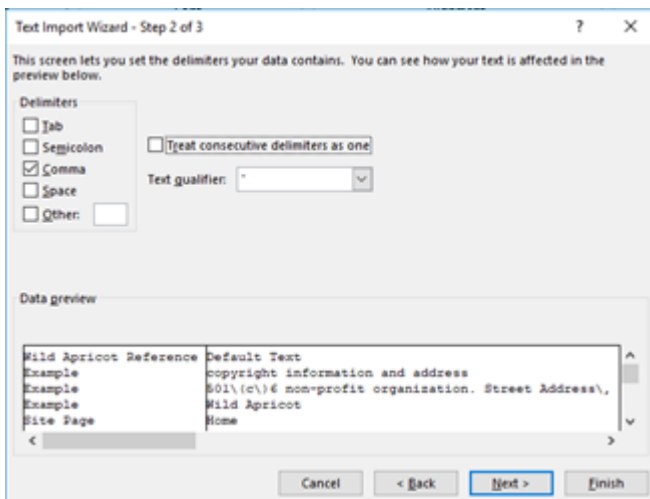 Text Import Wizard - Step 2 of 3 ? ×
This screen lets you set the delimiters your data contains. You can see how your text is affected in the
preview below.
Delimiters
Tab
Semicolon
Comma
Space
Other:
Treat consecutive delimiters as one
Text qualifier: "
Data preview
Wild Apricot Reference Default Text
Example copyright information and address
Example 501\(c\)6 non-profit organization. Street Address\,
Example Wild Apricot
Site Page Home
Cancel < Back Next > Finish